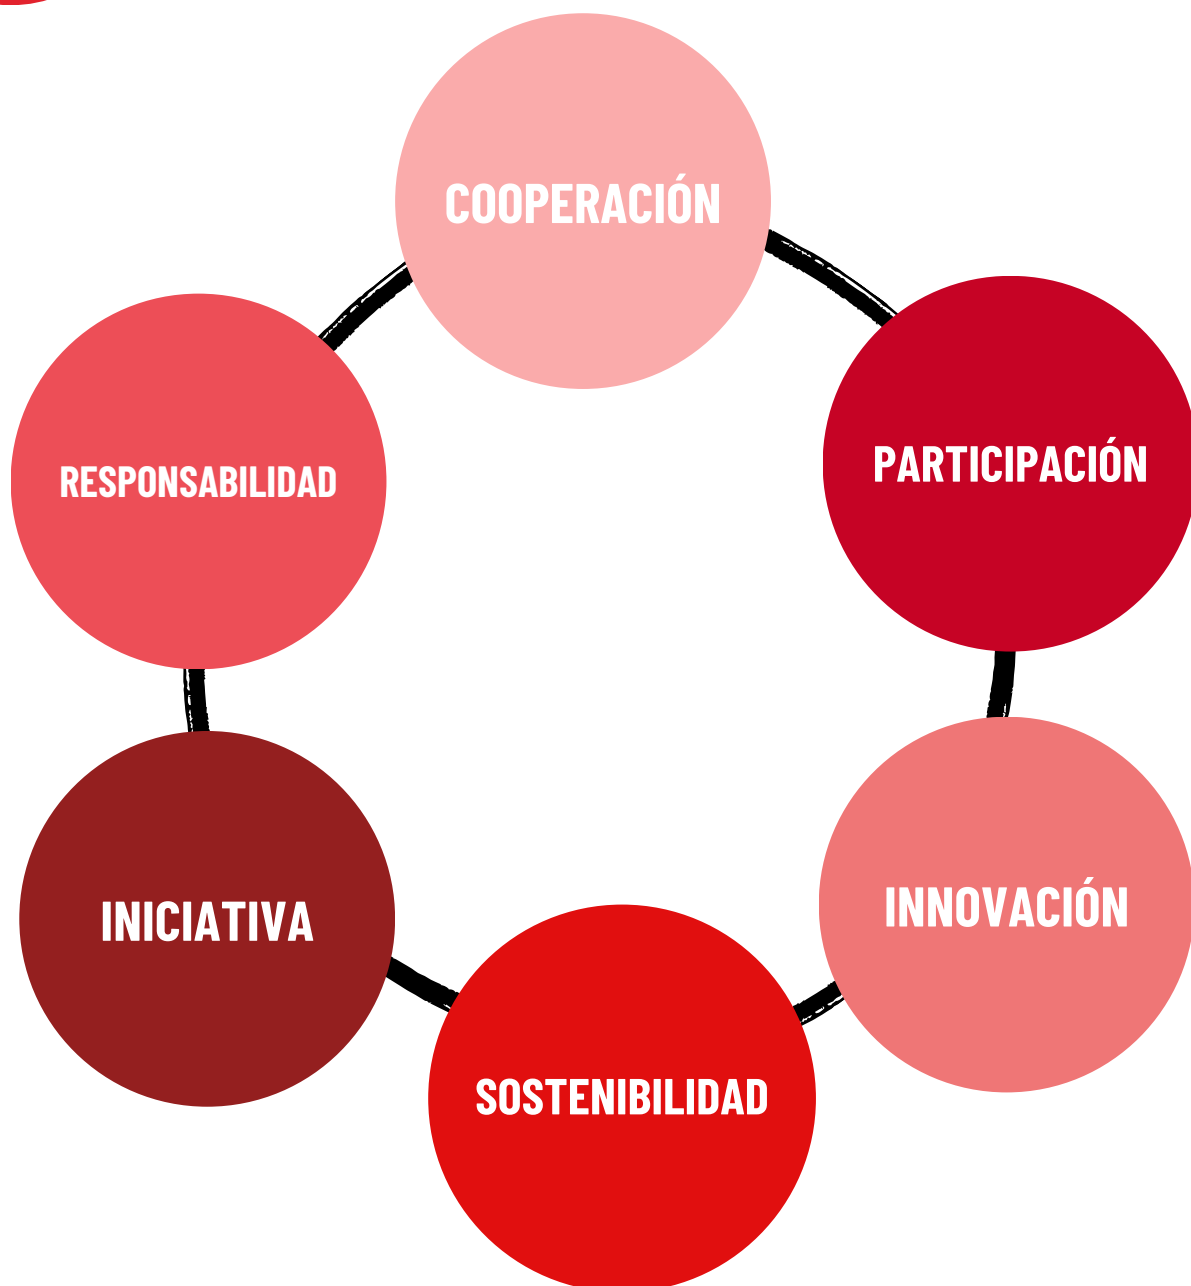 COOPERACIÓN
PARTICIPACIÓN
RESPONSABILIDAD
INNOVACIÓN
INICIATIVA
SOSTENIBILIDAD